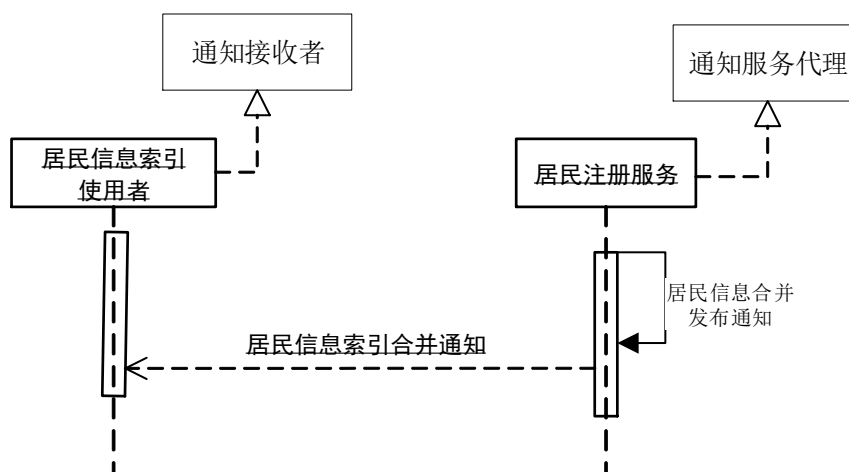 通知接收者
通知服务代理
居民信息索引
使用者
居民注册服务
居民信息合并
发布通知
居民信息索引合并通知